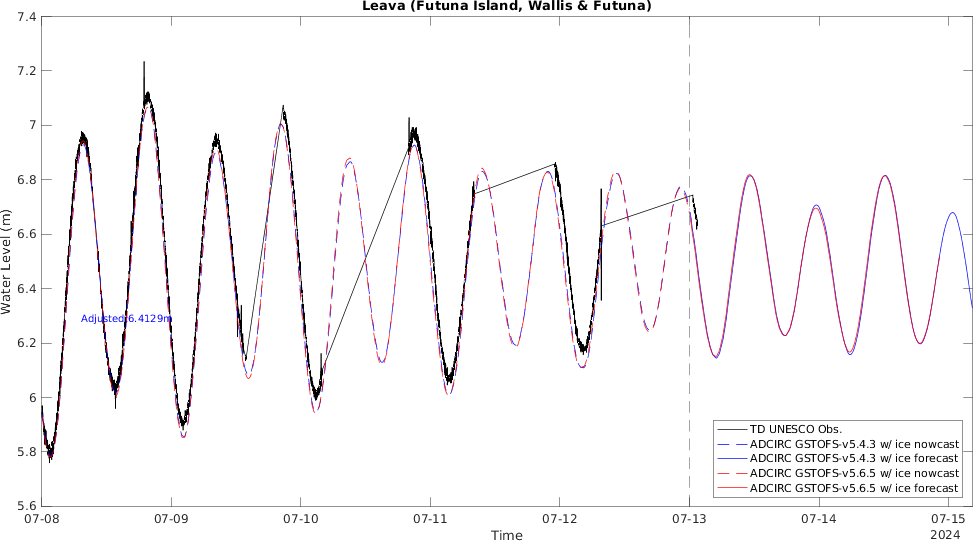 Leava (Futuna Island, Wallis & Futuna)
7.4
7.2
7
6.8
6.6
6.4
6.2
6
5.8
5.6
Water Level (m)
Adjusted:6.4129m
TD UNESCO Obs.
ADCIRC GSTOFS-v5.4.3 w/ ice nowcast
ADCIRC GSTOFS-v5.4.3 w/ ice forecast
ADCIRC GSTOFS-v5.6.5 w/ ice nowcast
ADCIRC GSTOFS-v5.6.5 w/ ice forecast
07-08 07-09 07-10 07-11 07-12 07-13 07-14 07-15
Time
2024